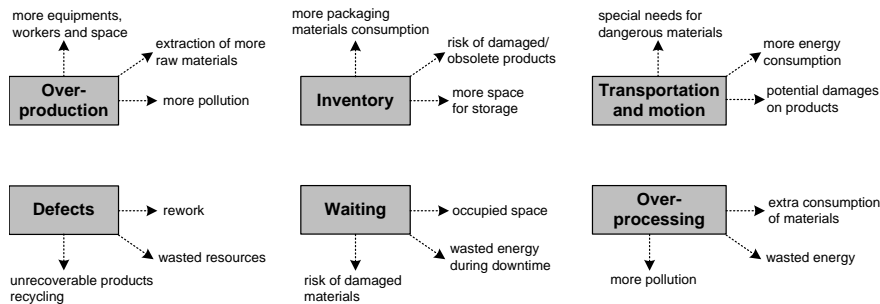 more equipments,
workers and space
extraction of more
raw materials
Over-
production
more pollution
more packaging
materials consumption
risk of damaged/
obsolete products
Inventory
more space
for storage
special needs for
dangerous materials
more energy
consumption
Transportation
and motion
potential damages
on products
Defects
rework
wasted resources
unrecoverable products
recycling
Waiting
occupied space
wasted energy
during downtime
risk of damaged
materials
Over-
processing
extra consumption
of materials
wasted energy
more pollution